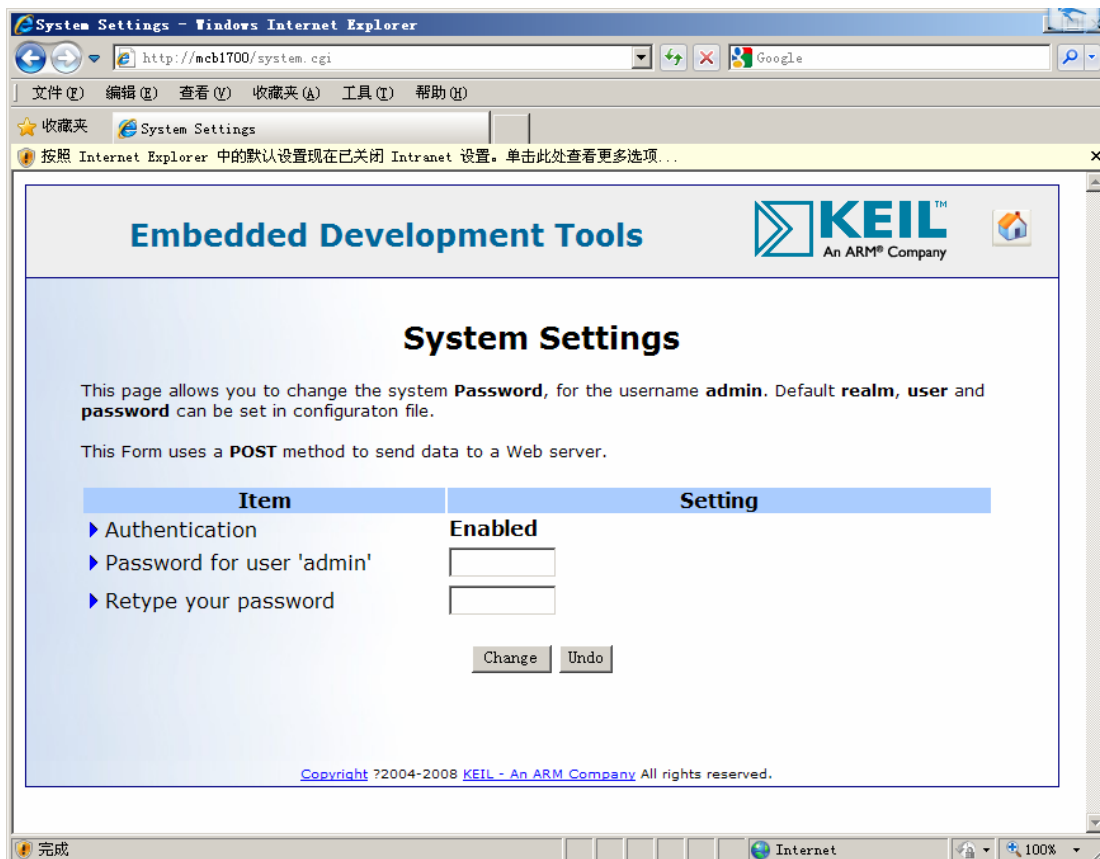 System Settings - Windows Internet Explorer
http://mcb1700/system.cgi
Google
文件(F) 编辑(E) 查看(V) 收藏夹(A) 工具(T) 帮助(H)
收藏夹 System Settings
按照 Internet Explorer 中的默认设置现在已关闭 Intranet 设置。单击此处查看更多选项...
Embedded Development Tools
KEIL™
An ARM® Company
System Settings
This page allows you to change the system Password, for the username admin. Default realm, user and
password can be set in configuraton file.
This Form uses a POST method to send data to a Web server.
Item Setting
Authentication Enabled
Password for user 'admin'
Retype your password
Change Undo
Copyright ?2004-2008 KEIL - An ARM Company All rights reserved.
完成 Internet 100%